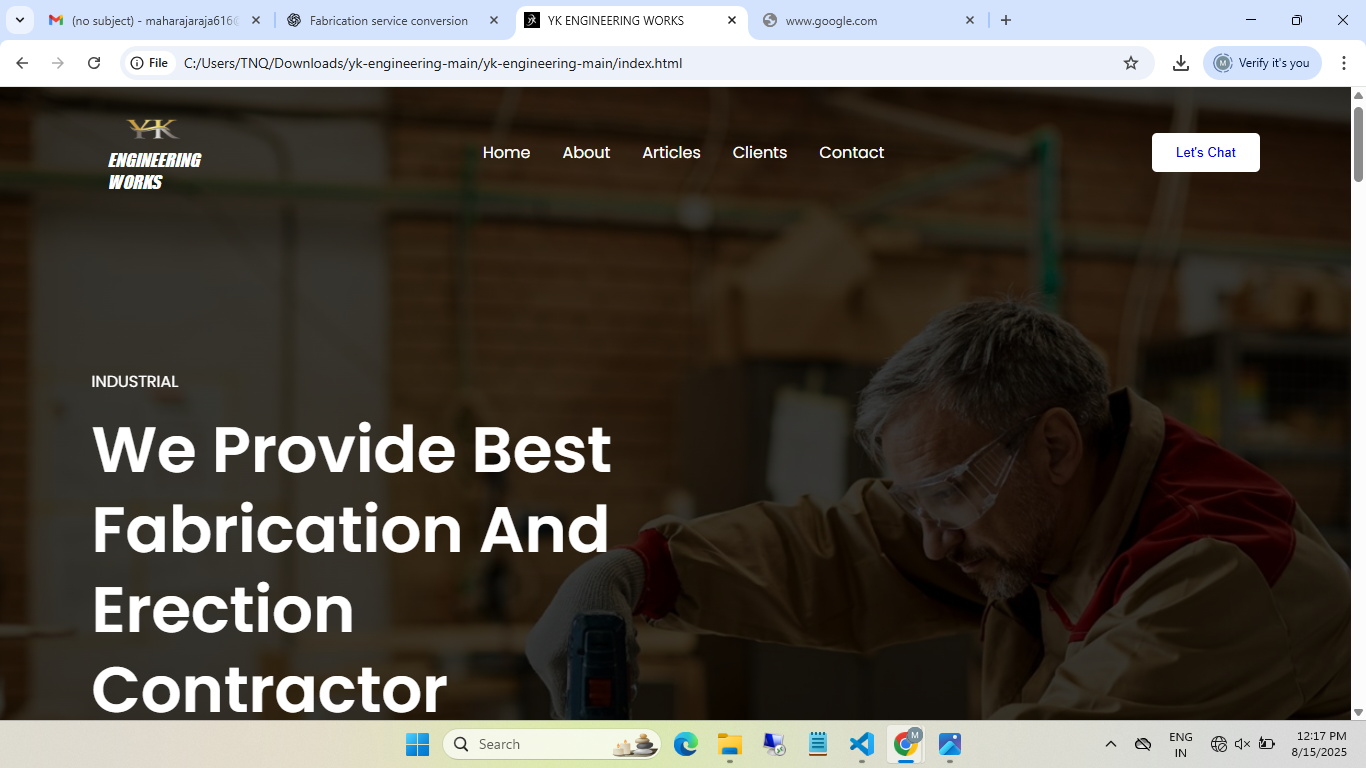 (no subject) - maharajaraja616@
Fabrication service conversion
YK ENGINEERING WORKS
www.google.com
File
C:/Users/TNQ/Downloads/yk-engineering-main/yk-engineering-main/index.html
M
Verify it's you
YK
ENGINEERING
WORKS
Home
About
Articles
Clients
Contact
Let's Chat
INDUSTRIAL
We Provide Best
Fabrication And
Erection
Contractor
Search
M
ENG
IN
12:17 PM
8/15/2025